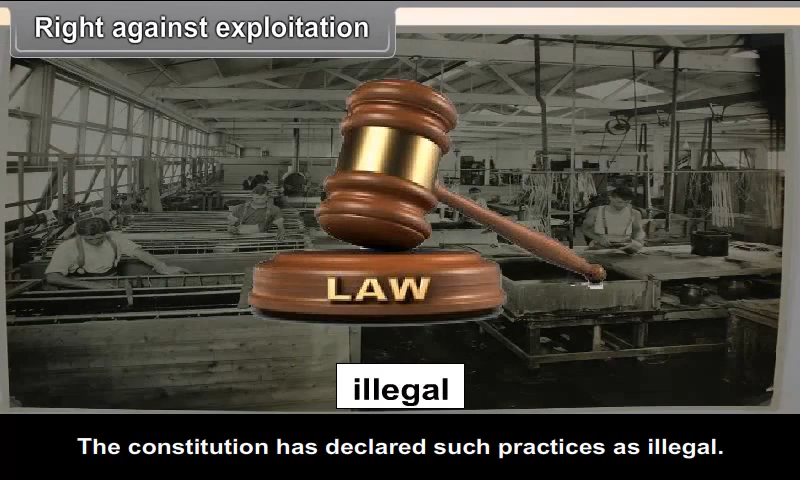 Right against exploitation
LAW
illegal
The constitution has declared such practices as illegal.